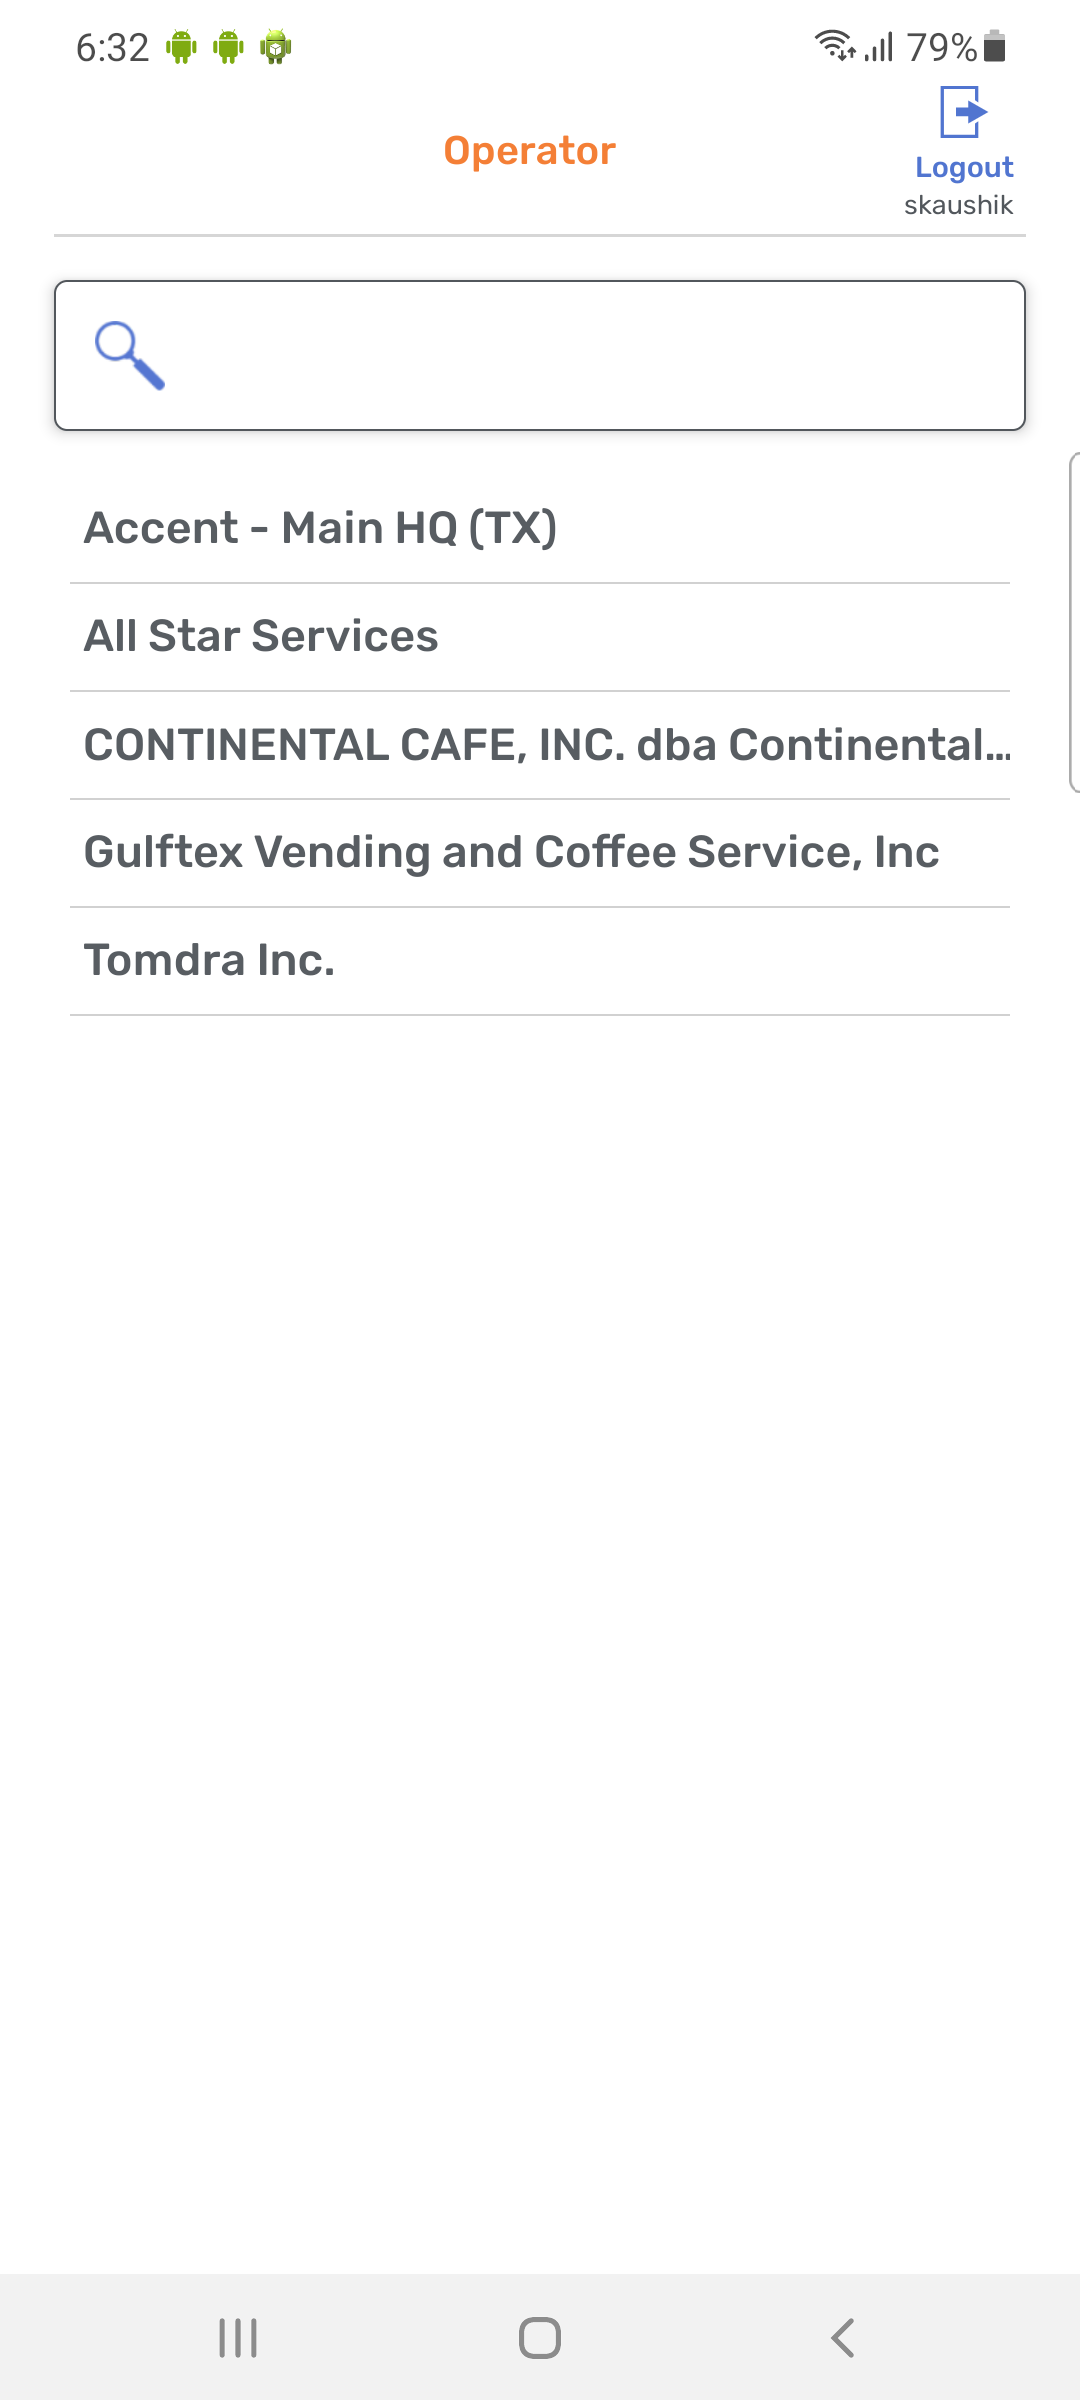 6:32
79%
Operator
Logout
skaushik
Accent - Main HQ (TX)
All Star Services
CONTINENTAL CAFE, INC. dba Continental...
Gulftex Vending and Coffee Service, Inc
Tomdra Inc.